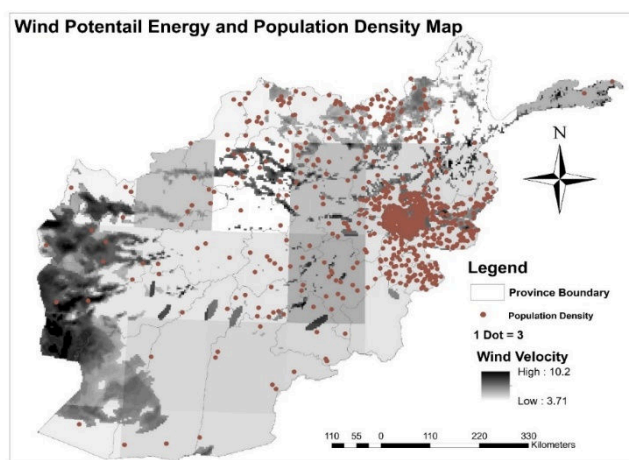 Wind Potentail Energy and Population Density Map
N
Legend
Province Boundary
Population Density
1 Dot = 3
Wind Velocity
High : 10.2
Low : 3.71
110 55 0 110 220 330
Kilometers